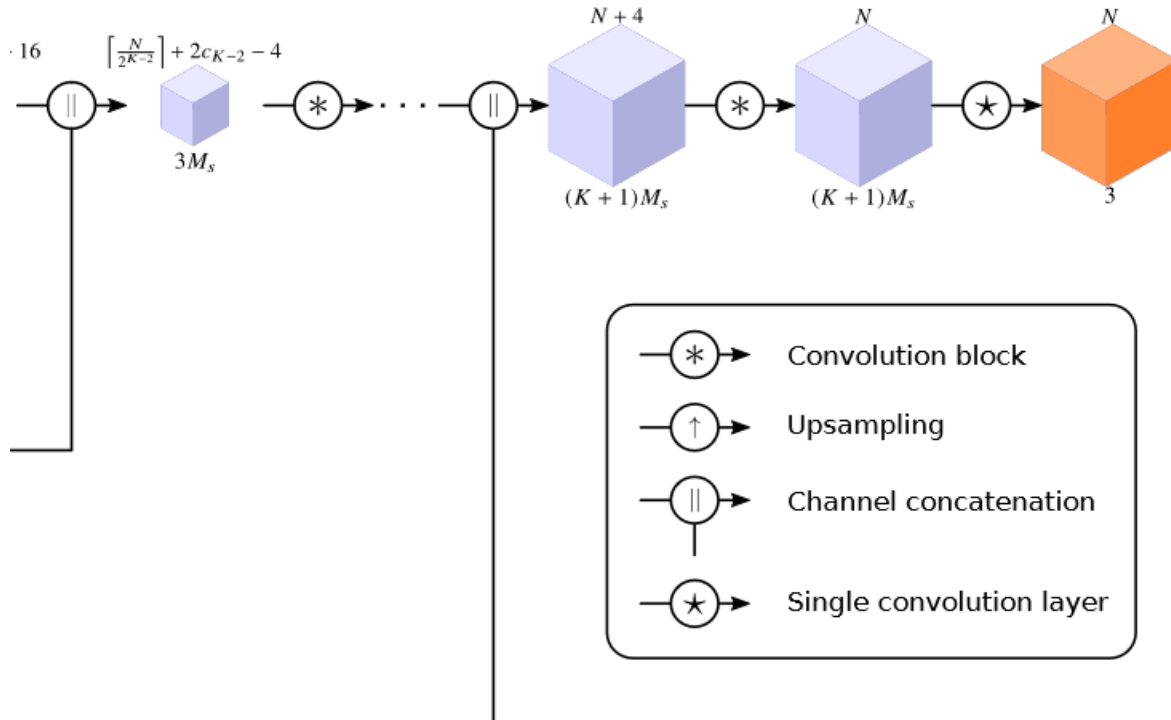 N + 4 N N
· 16 ⌈N/2^{K−2}⌉ + 2c_{K−2} − 4
|| ∗ · · · · || ∗ ★
3M_s
(K + 1)M_s (K + 1)M_s 3
∗ Convolution block
↑ Upsampling
|| Channel concatenation
★ Single convolution layer